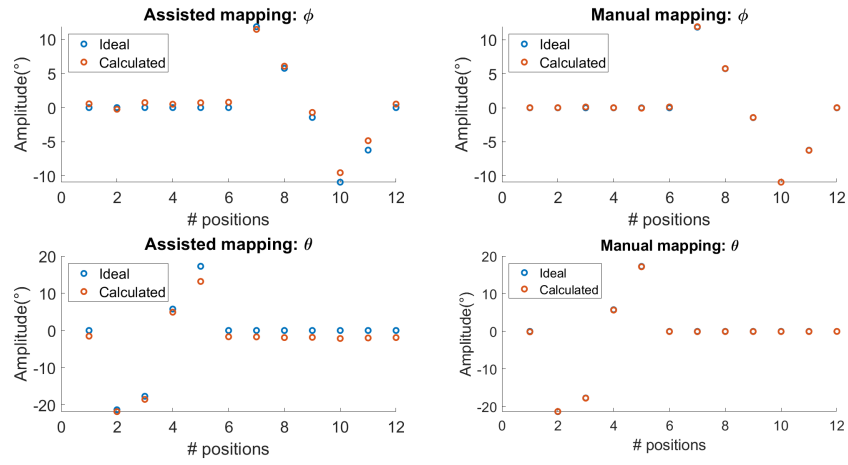 Assisted mapping: ϕ
Amplitude(°)
10
5
0
-5
-10
Ideal
Calculated
0 2 4 6 8 10 12
# positions
Manual mapping: ϕ
Amplitude(°)
10
5
0
-5
-10
Ideal
Calculated
0 2 4 6 8 10 12
# positions
Assisted mapping: θ
Amplitude(°)
20
10
0
-10
-20
Ideal
Calculated
0 2 4 6 8 10 12
# positions
Manual mapping: θ
Amplitude(°)
20
10
0
-10
-20
Ideal
Calculated
0 2 4 6 8 10 12
# positions